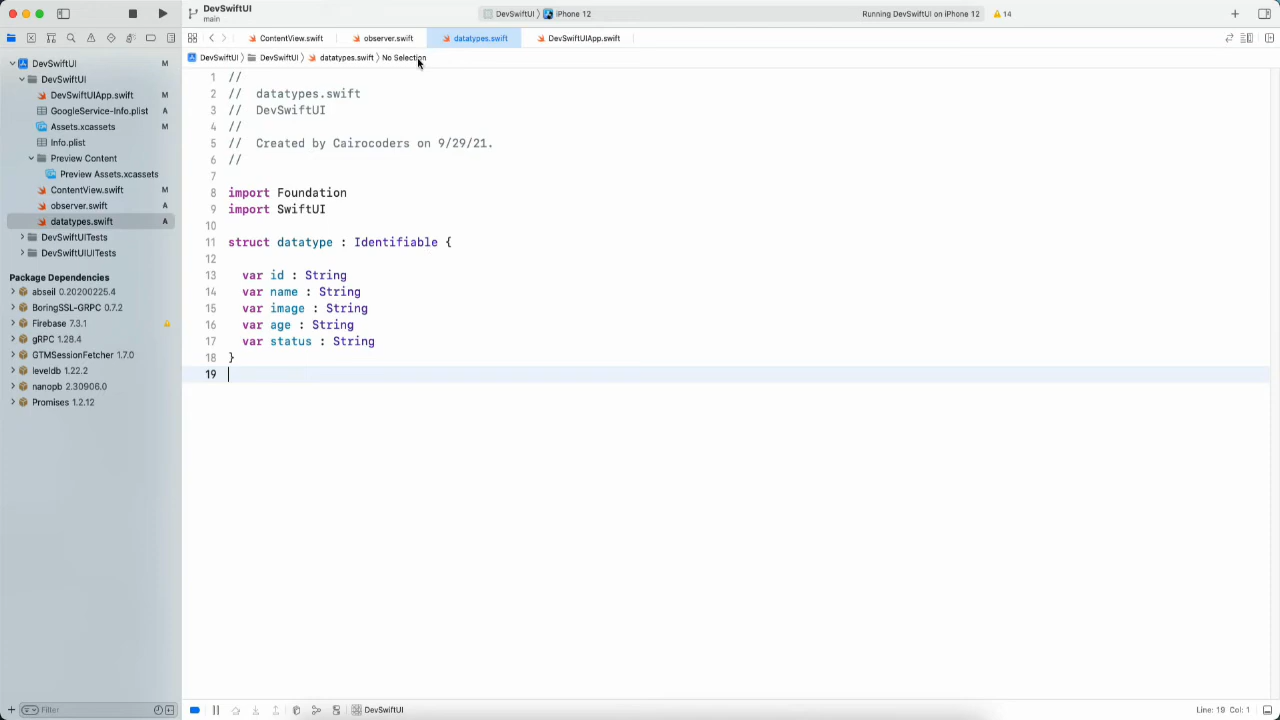 DevSwiftUI
main
DevSwiftUI 〉 iPhone 12
Running DevSwiftUI on iPhone 12
14
ContentView.swift
observer.swift
datatypes.swift
DevSwiftUIApp.swift
DevSwiftUI 〉 DevSwiftUI 〉 datatypes.swift 〉 No Selection
DevSwiftUI M
DevSwiftUI
DevSwiftUIApp.swift M
GoogleService-Info.plist A
Assets.xcassets M
Info.plist
Preview Content
Preview Assets.xcassets
ContentView.swift M
observer.swift A
datatypes.swift A
DevSwiftUITests
DevSwiftUIUITests
Package Dependencies
abseil 0.20200225.4
BoringSSL-GRPC 0.7.2
Firebase 7.3.1
gRPC 1.28.4
GTMSessionFetcher 1.7.0
leveldb 1.22.2
nanopb 2.30906.0
Promises 1.2.12
Filter
1 //
2 //  datatypes.swift
3 //  DevSwiftUI
4 //
5 //  Created by Cairocoders on 9/29/21.
6 //
7
8 import Foundation
9 import SwiftUI
10
11 struct datatype : Identifiable {
12
13   var id : String
14   var name : String
15   var image : String
16   var age : String
17   var status : String
18 }
19
DevSwiftUI
Line: 19 Col: 1